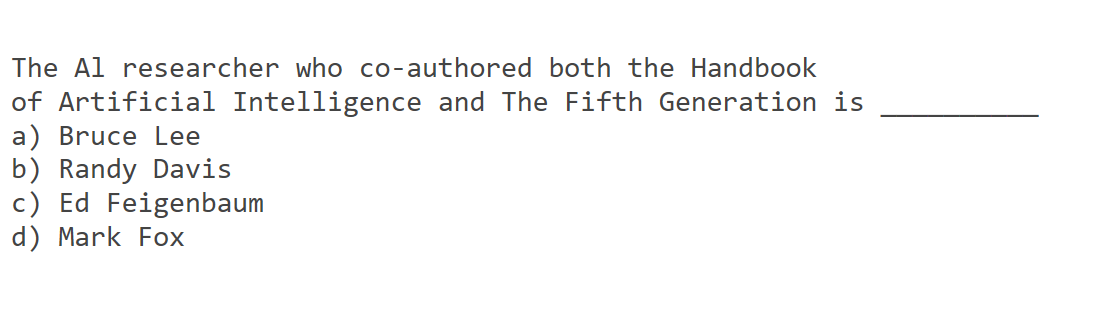 The Al researcher who co-authored both the Handbook
of Artificial Intelligence and The Fifth Generation is __________
a) Bruce Lee
b) Randy Davis
c) Ed Feigenbaum
d) Mark Fox